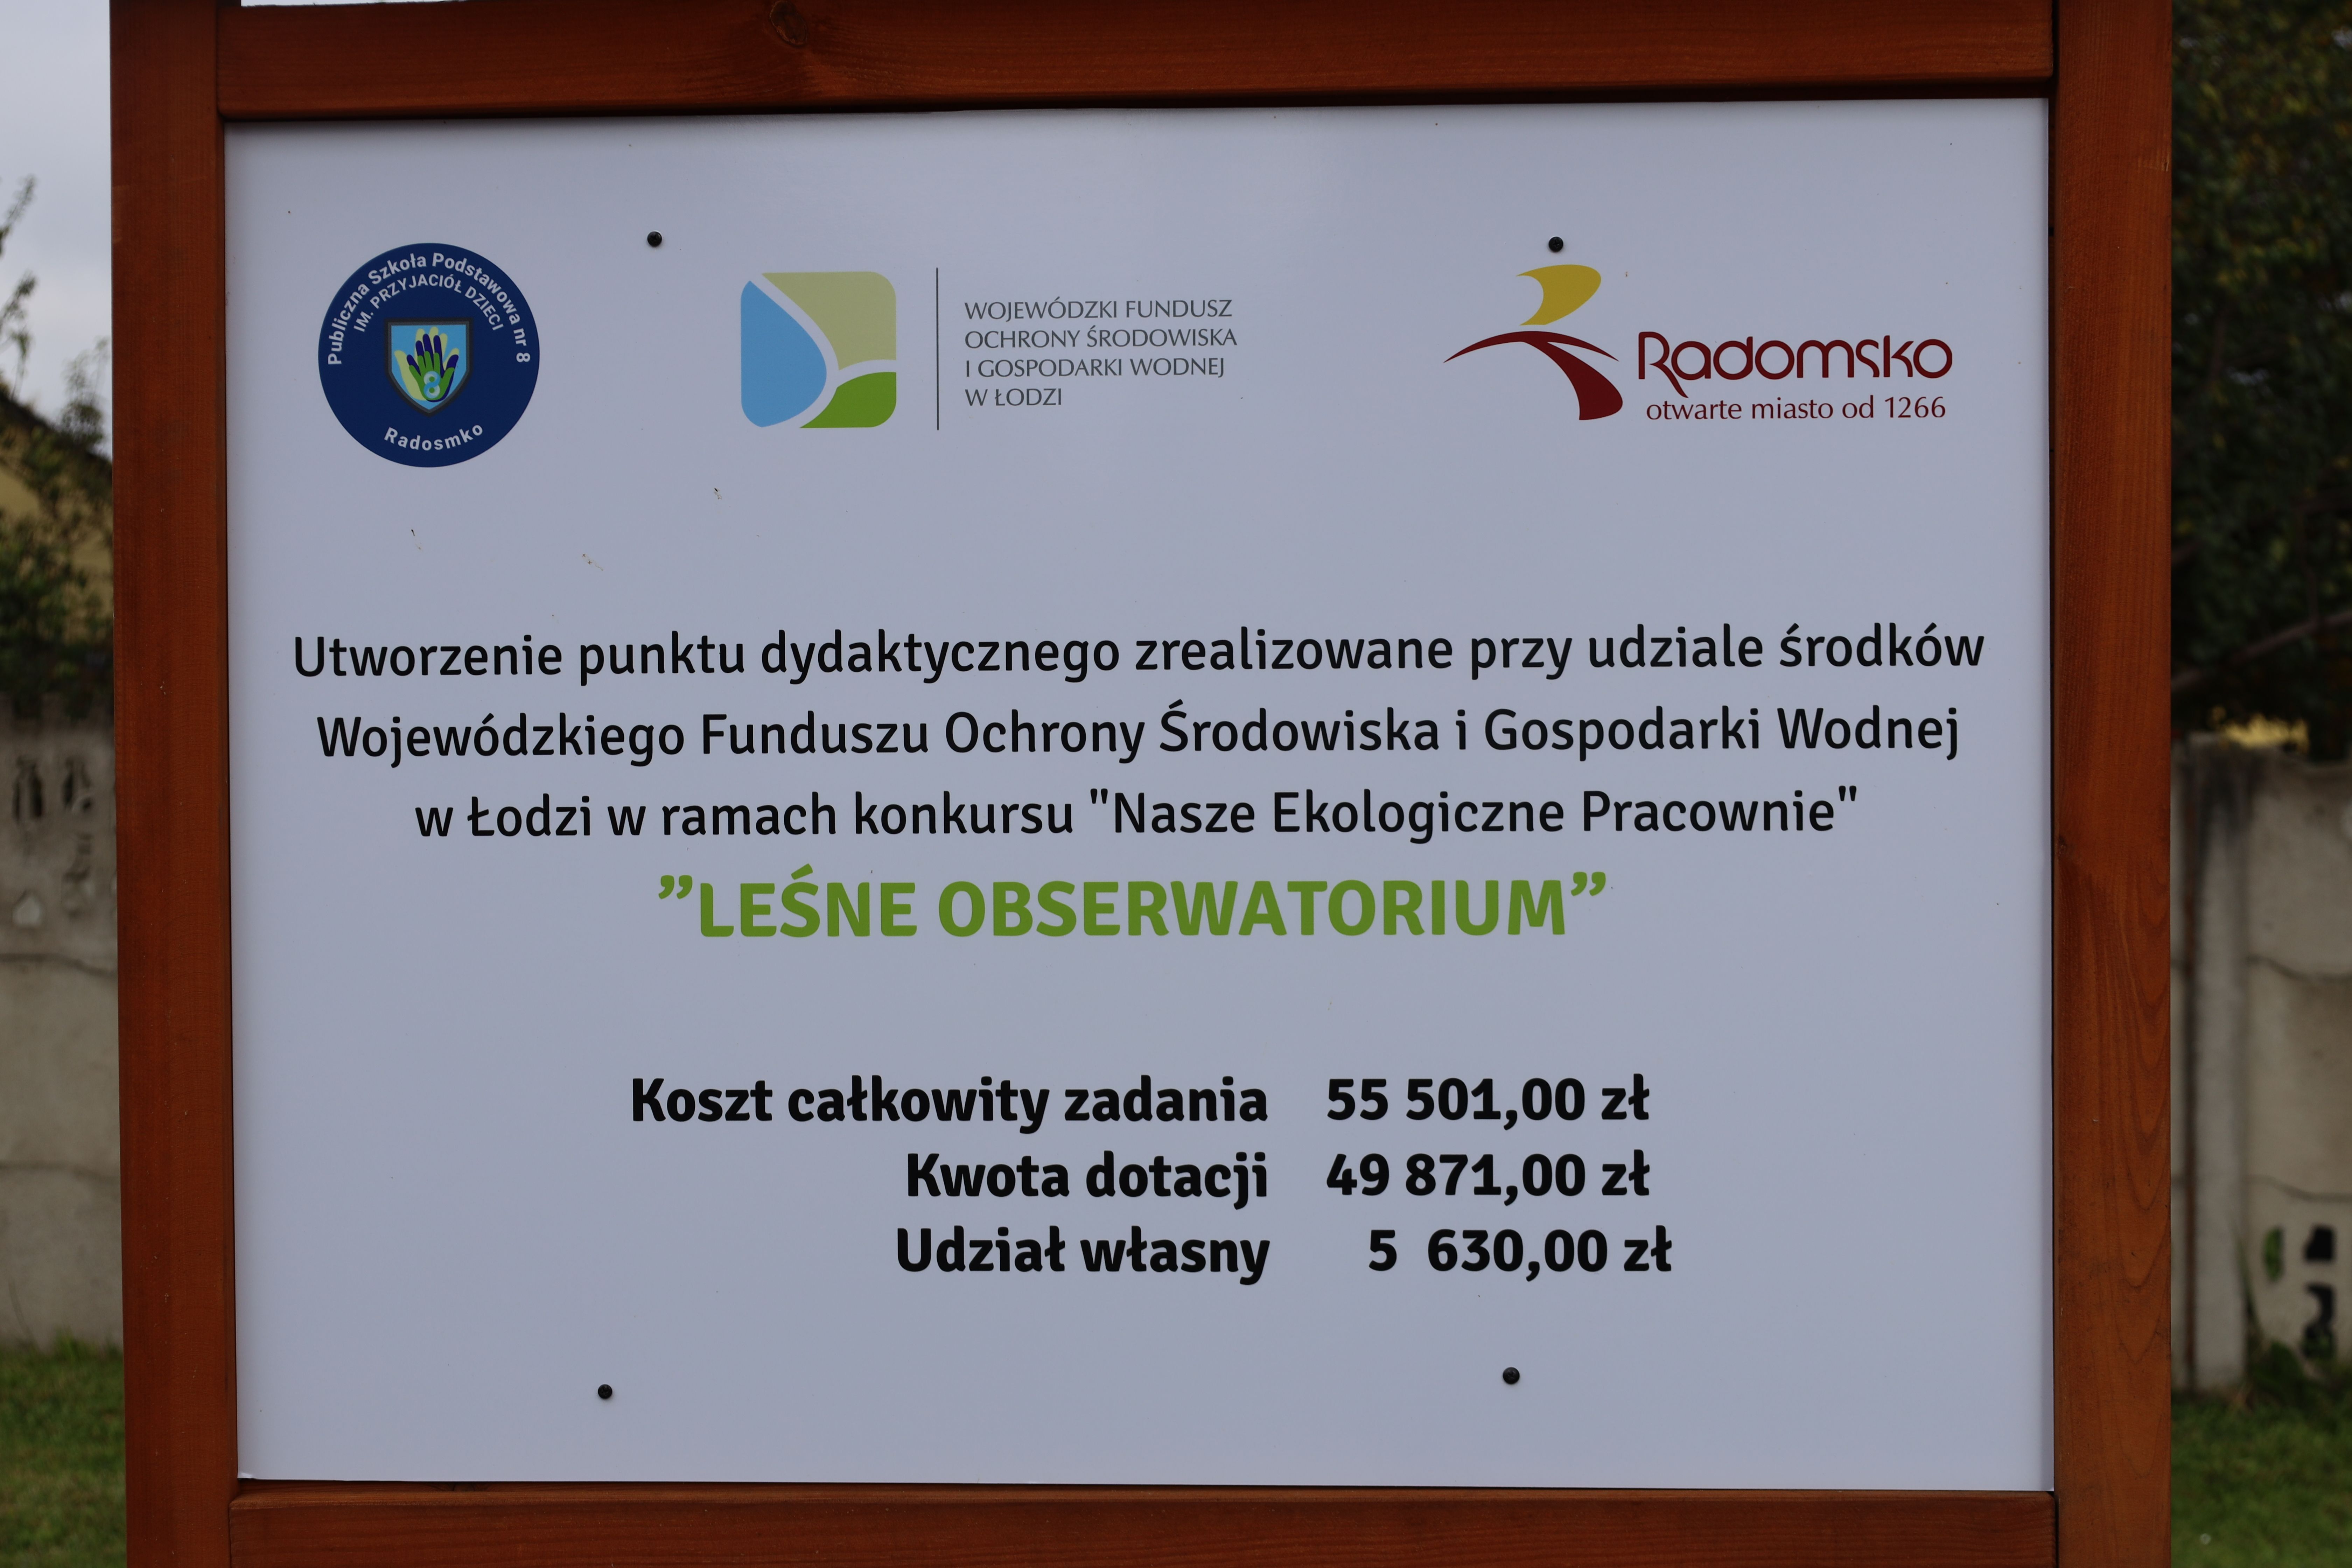 Publiczna Szkoła Podstawowa nr 8
IM. PRZYJACIÓŁ DZIECI
8
Radosmko
WOJEWÓDZKI FUNDUSZ
OCHRONY ŚRODOWISKA
I GOSPODARKI WODNEJ
W ŁODZI
Radomsko
otwarte miasto od 1266
Utworzenie punktu dydaktycznego zrealizowane przy udziale środków
Wojewódzkiego Funduszu Ochrony Środowiska i Gospodarki Wodnej
w Łodzi w ramach konkursu "Nasze Ekologiczne Pracownie"
”LEŚNE OBSERWATORIUM”
Koszt całkowity zadania 55 501,00 zł
Kwota dotacji 49 871,00 zł
Udział własny 5 630,00 zł